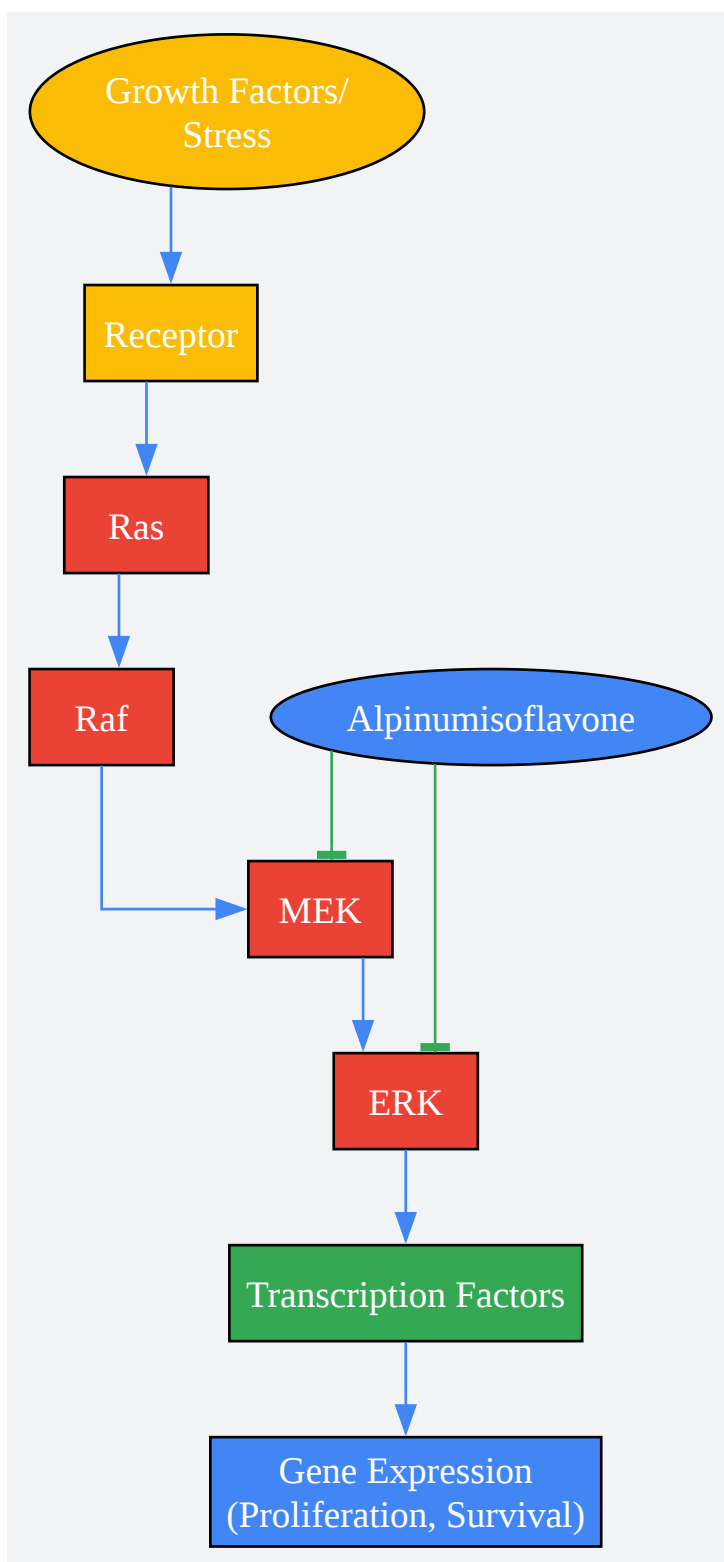 Growth Factors/
Stress
Receptor
Ras
Raf
Alpinumisoflavone
MEK
ERK
Transcription Factors
Gene Expression
(Proliferation, Survival)